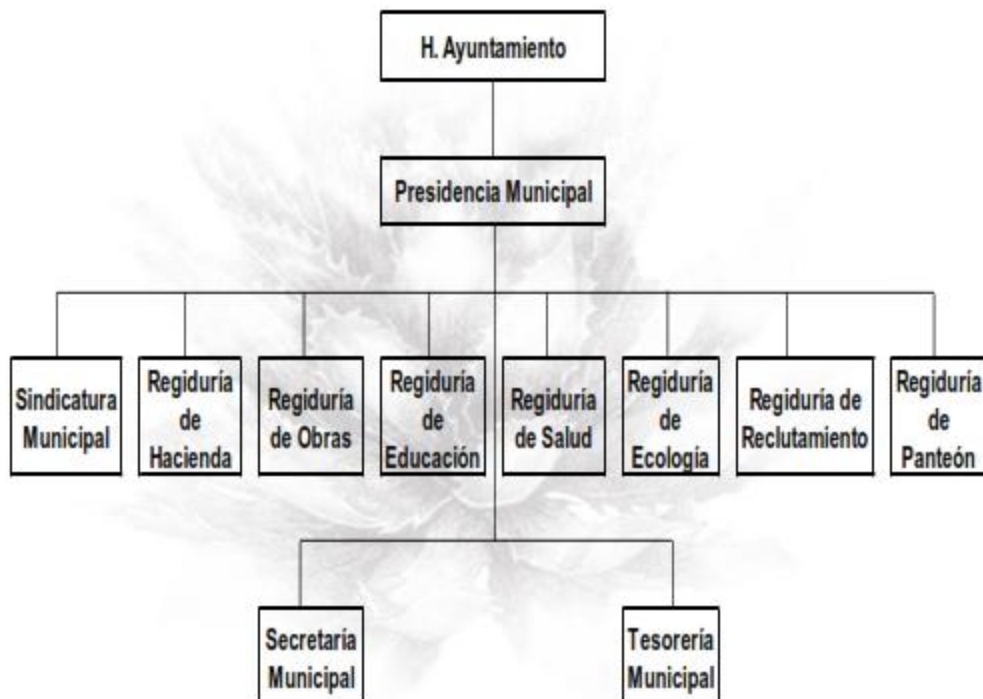 H. Ayuntamiento
Presidencia Municipal
Sindicatura
Municipal
Regiduría
de
Hacienda
Regiduría
de Obras
Regiduría
de
Educación
Regiduría
de Salud
Regiduría
de
Ecología
Regiduría de
Reclutamiento
Regiduría
de
Panteón
Secretaría
Municipal
Tesorería
Municipal